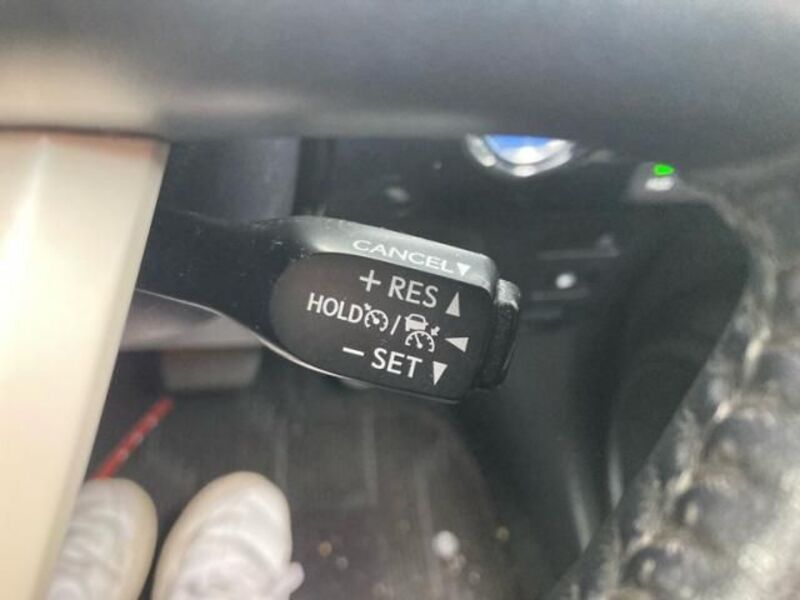 CANCEL▼
+ RES ▲
HOLD /
− SET ▼